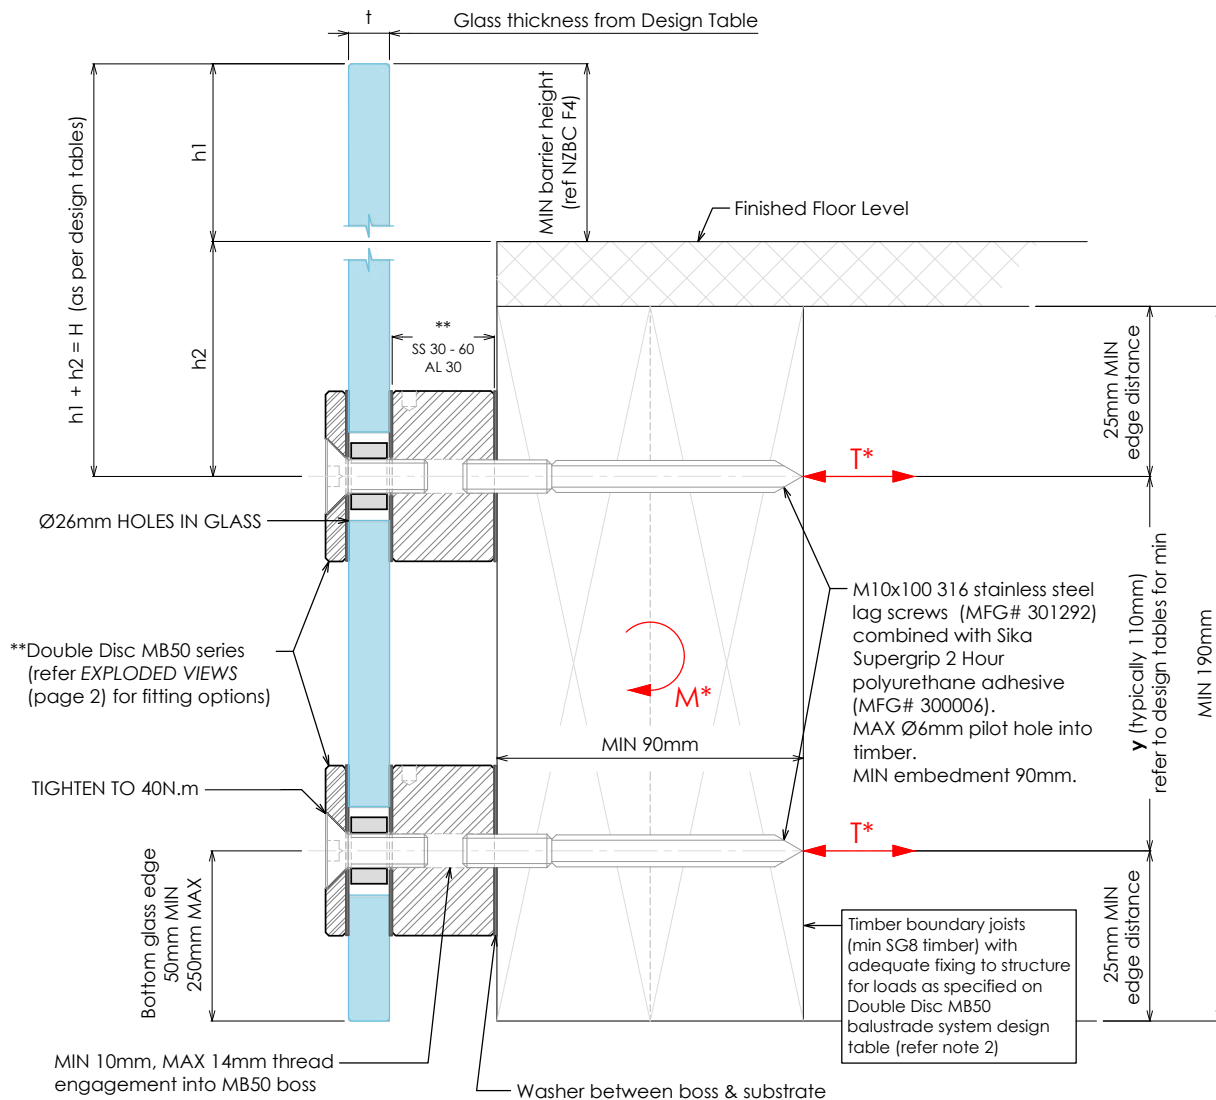 t
Glass thickness from Design Table
h1 + h2 = H  (as per design tables)
h1
h2
MIN barrier height
(ref NZBC F4)
Finished Floor Level
**
SS 30 - 60
AL 30
25mm MIN
edge distance
T*
Ø26mm HOLES IN GLASS
M10x100 316 stainless steel
lag screws  (MFG# 301292)
combined with Sika
Supergrip 2 Hour
polyurethane adhesive
(MFG# 300006).
MAX Ø6mm pilot hole into
timber.
MIN embedment 90mm.
y (typically 110mm)
refer to design tables for min
MIN 190mm
**Double Disc MB50 series
(refer EXPLODED VIEWS
(page 2) for fitting options)
M*
MIN 90mm
TIGHTEN TO 40N.m
T*
Bottom glass edge
50mm MIN
250mm MAX
Timber boundary joists
(min SG8 timber) with
adequate fixing to structure
for loads as specified on
Double Disc MB50
balustrade system design
table (refer note 2)
25mm MIN
edge distance
MIN 10mm, MAX 14mm thread
engagement into MB50 boss
Washer between boss & substrate